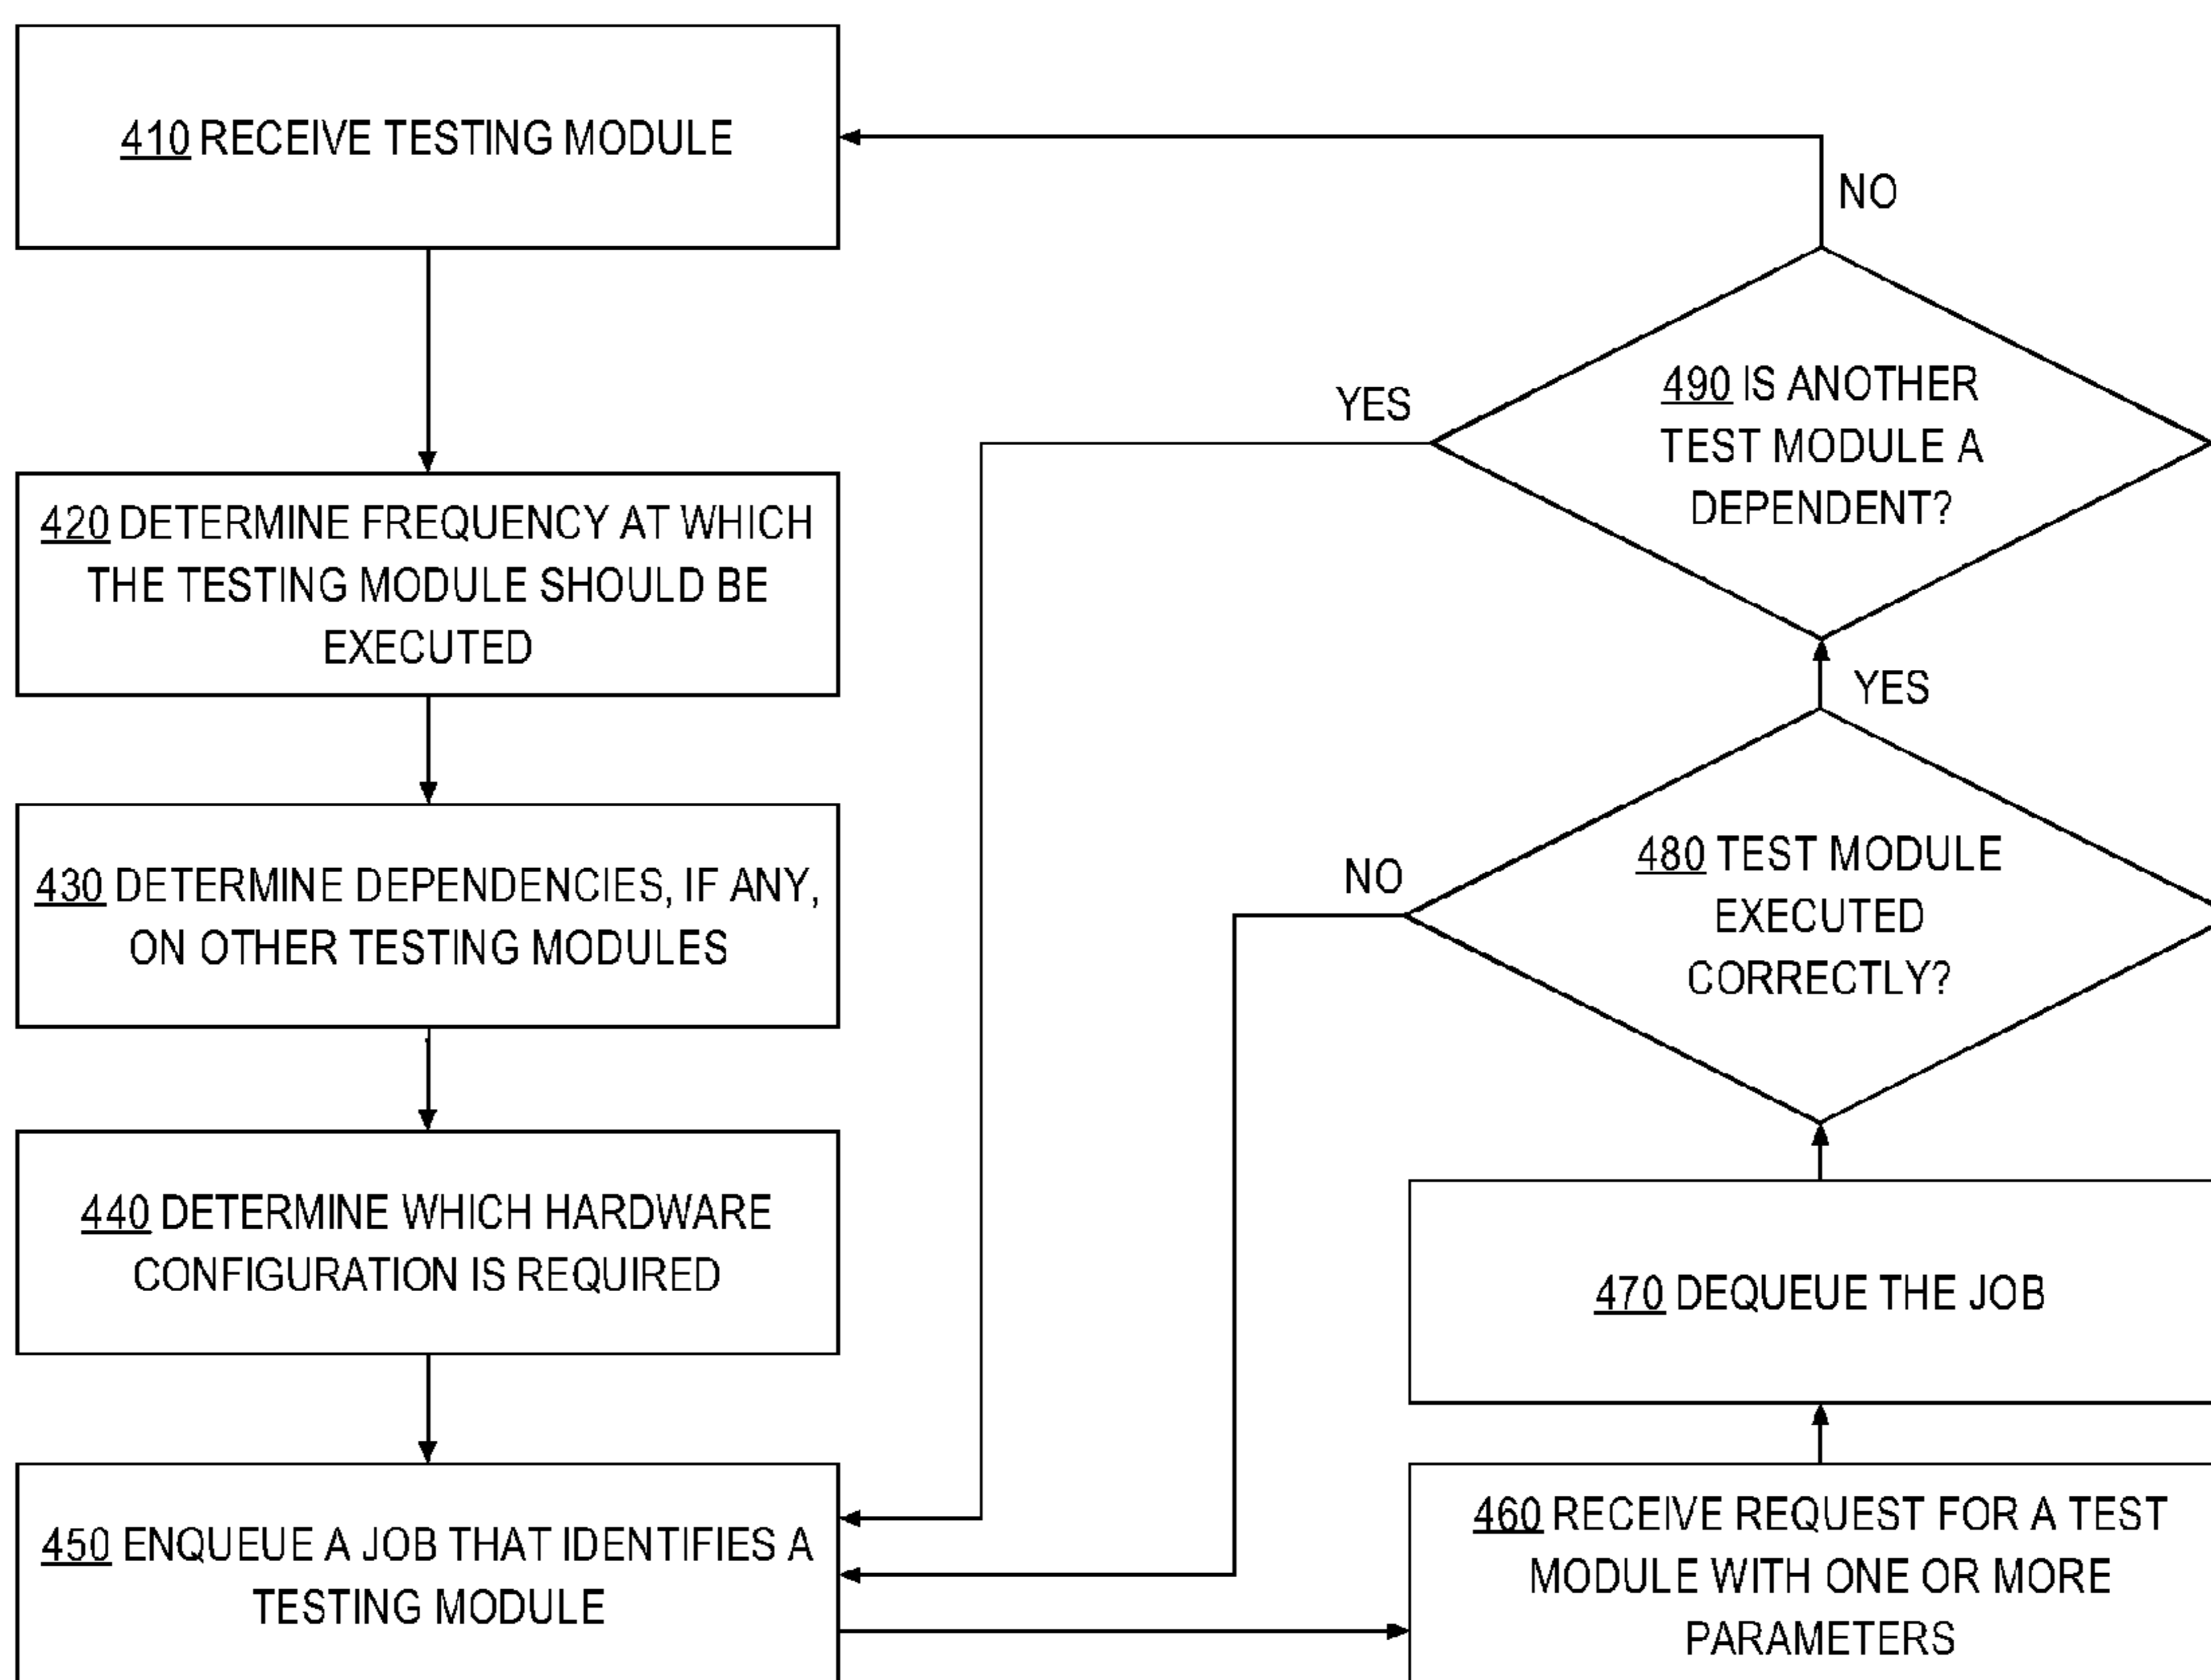 410 RECEIVE TESTING MODULE
420 DETERMINE FREQUENCY AT WHICH
THE TESTING MODULE SHOULD BE
EXECUTED
430 DETERMINE DEPENDENCIES, IF ANY,
ON OTHER TESTING MODULES
440 DETERMINE WHICH HARDWARE
CONFIGURATION IS REQUIRED
450 ENQUEUE A JOB THAT IDENTIFIES A
TESTING MODULE
460 RECEIVE REQUEST FOR A TEST
MODULE WITH ONE OR MORE
PARAMETERS
470 DEQUEUE THE JOB
480 TEST MODULE
EXECUTED
CORRECTLY?
NO
YES
490 IS ANOTHER
TEST MODULE A
DEPENDENT?
YES
NO